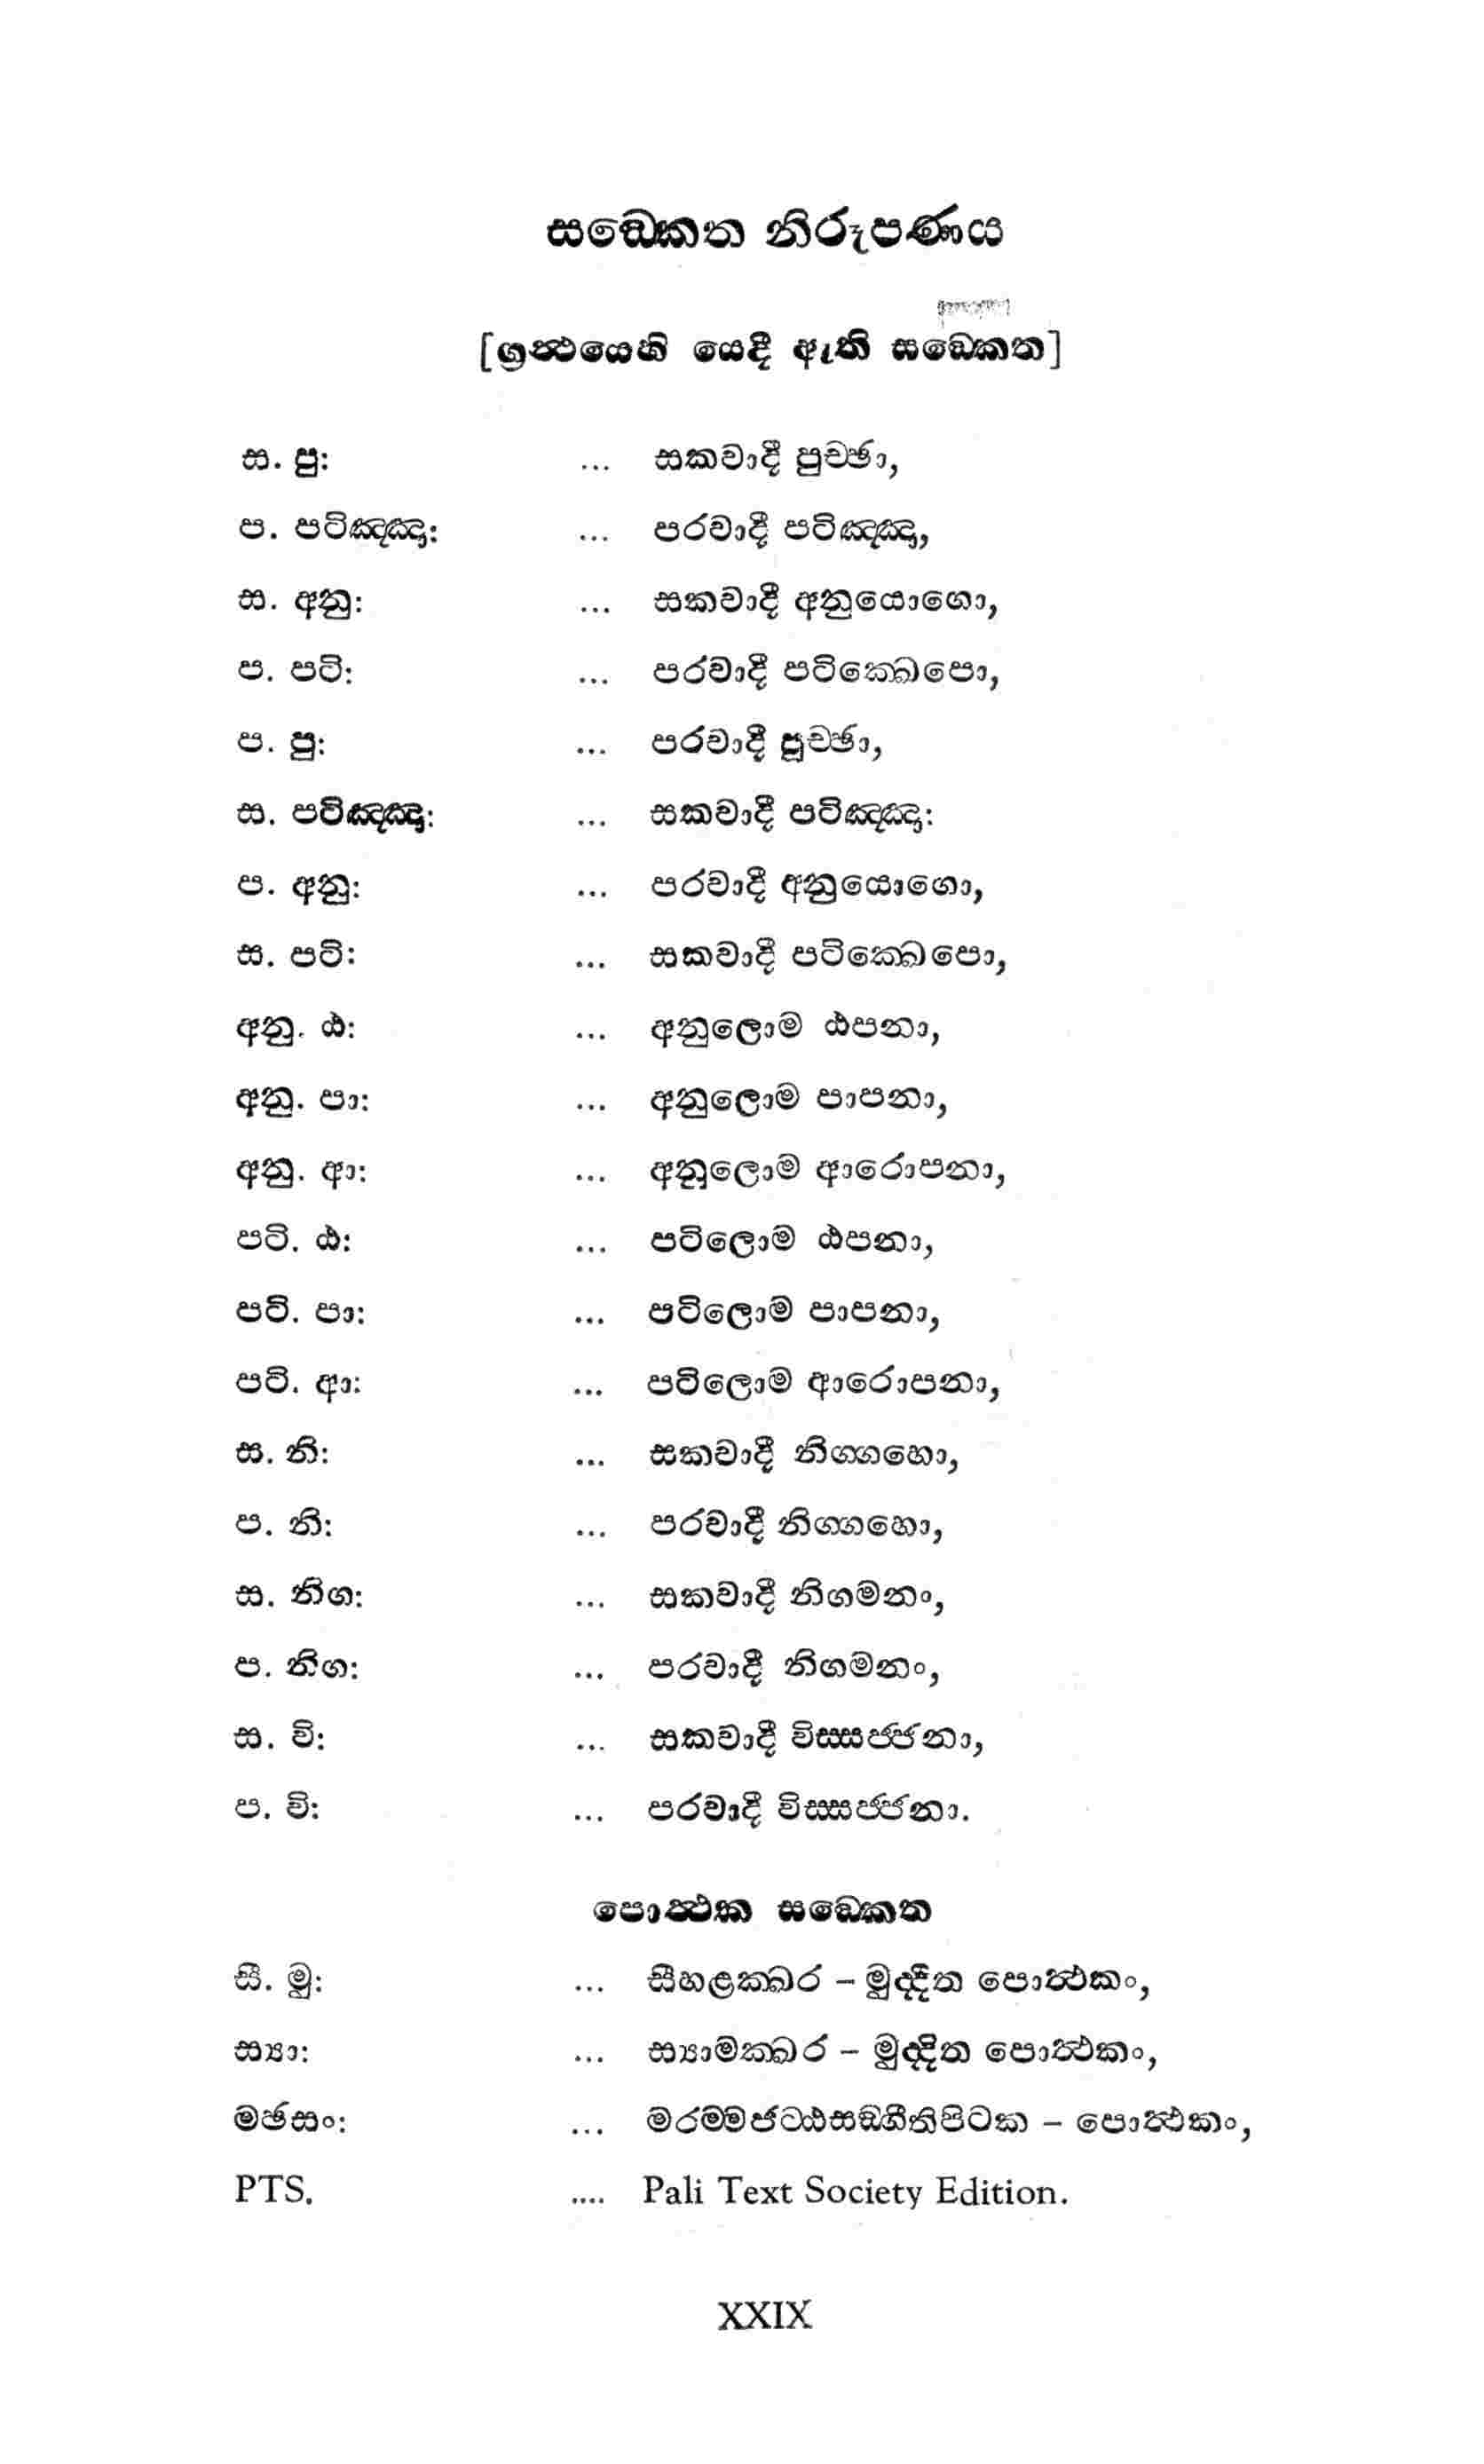 සඞ්කෙත නිරූපණය
[ග්‍රන්ථයෙහි යෙදී ඇති සඞ්කෙත]
ස. පු: ... සකවාදී පුච්ඡා,
ප. පටිඤ්ඤා: ... පරවාදී පටිඤ්ඤා,
ස. අනු: ... සකවාදී අනුයොගො,
ප. පටි: ... පරවාදී පටික්ඛෙපො,
ප. පු: ... පරවාදී පුච්ඡා,
ස. පටිඤ්ඤා: ... සකවාදී පටිඤ්ඤා:
ප. අනු: ... පරවාදී අනුයොගො,
ස. පටි: ... සකවාදී පටික්ඛෙපො,
අනු. ඨ: ... අනුලොම ඨපනා,
අනු. පා: ... අනුලොම පාපනා,
අනු. ආ: ... අනුලොම ආරොපනා,
පටි. ඨ: ... පටිලොම ඨපනා,
පටි. පා: ... පටිලොම පාපනා,
පටි. ආ: ... පටිලොම ආරොපනා,
ස. නි: ... සකවාදී නිග්ගහො,
ප. නි: ... පරවාදී නිග්ගහො,
ස. නිග: ... සකවාදී නිගමනං,
ප. නිග: ... පරවාදී නිගමනං,
ස. වි: ... සකවාදී විස්සජ්ජනා,
ප. වි: ... පරවාදී විස්සජ්ජනා.
පොත්ථක සඞ්කෙත
සී. මු: ... සීහළක්ඛර – මුද්දිත පොත්ථකං,
ස්‍යා: ... ස්‍යාමක්ඛර – මුද්දිත පොත්ථකං,
මඡසං: ... මරම්මඡට්ඨසඞ්ගීතිපිටක – පොත්ථකං,
PTS. .... Pali Text Society Edition.
XXIX